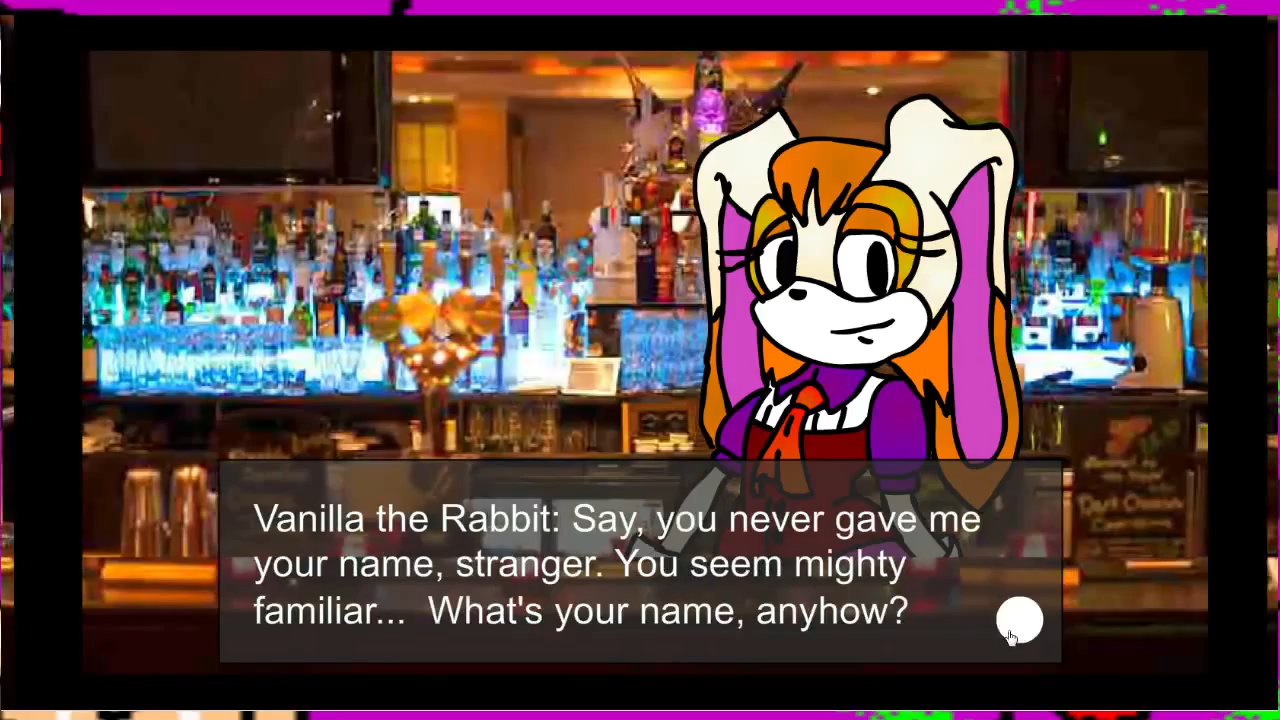 Vanilla the Rabbit: Say, you never gave me
your name, stranger. You seem mighty
familiar...  What's your name, anyhow?